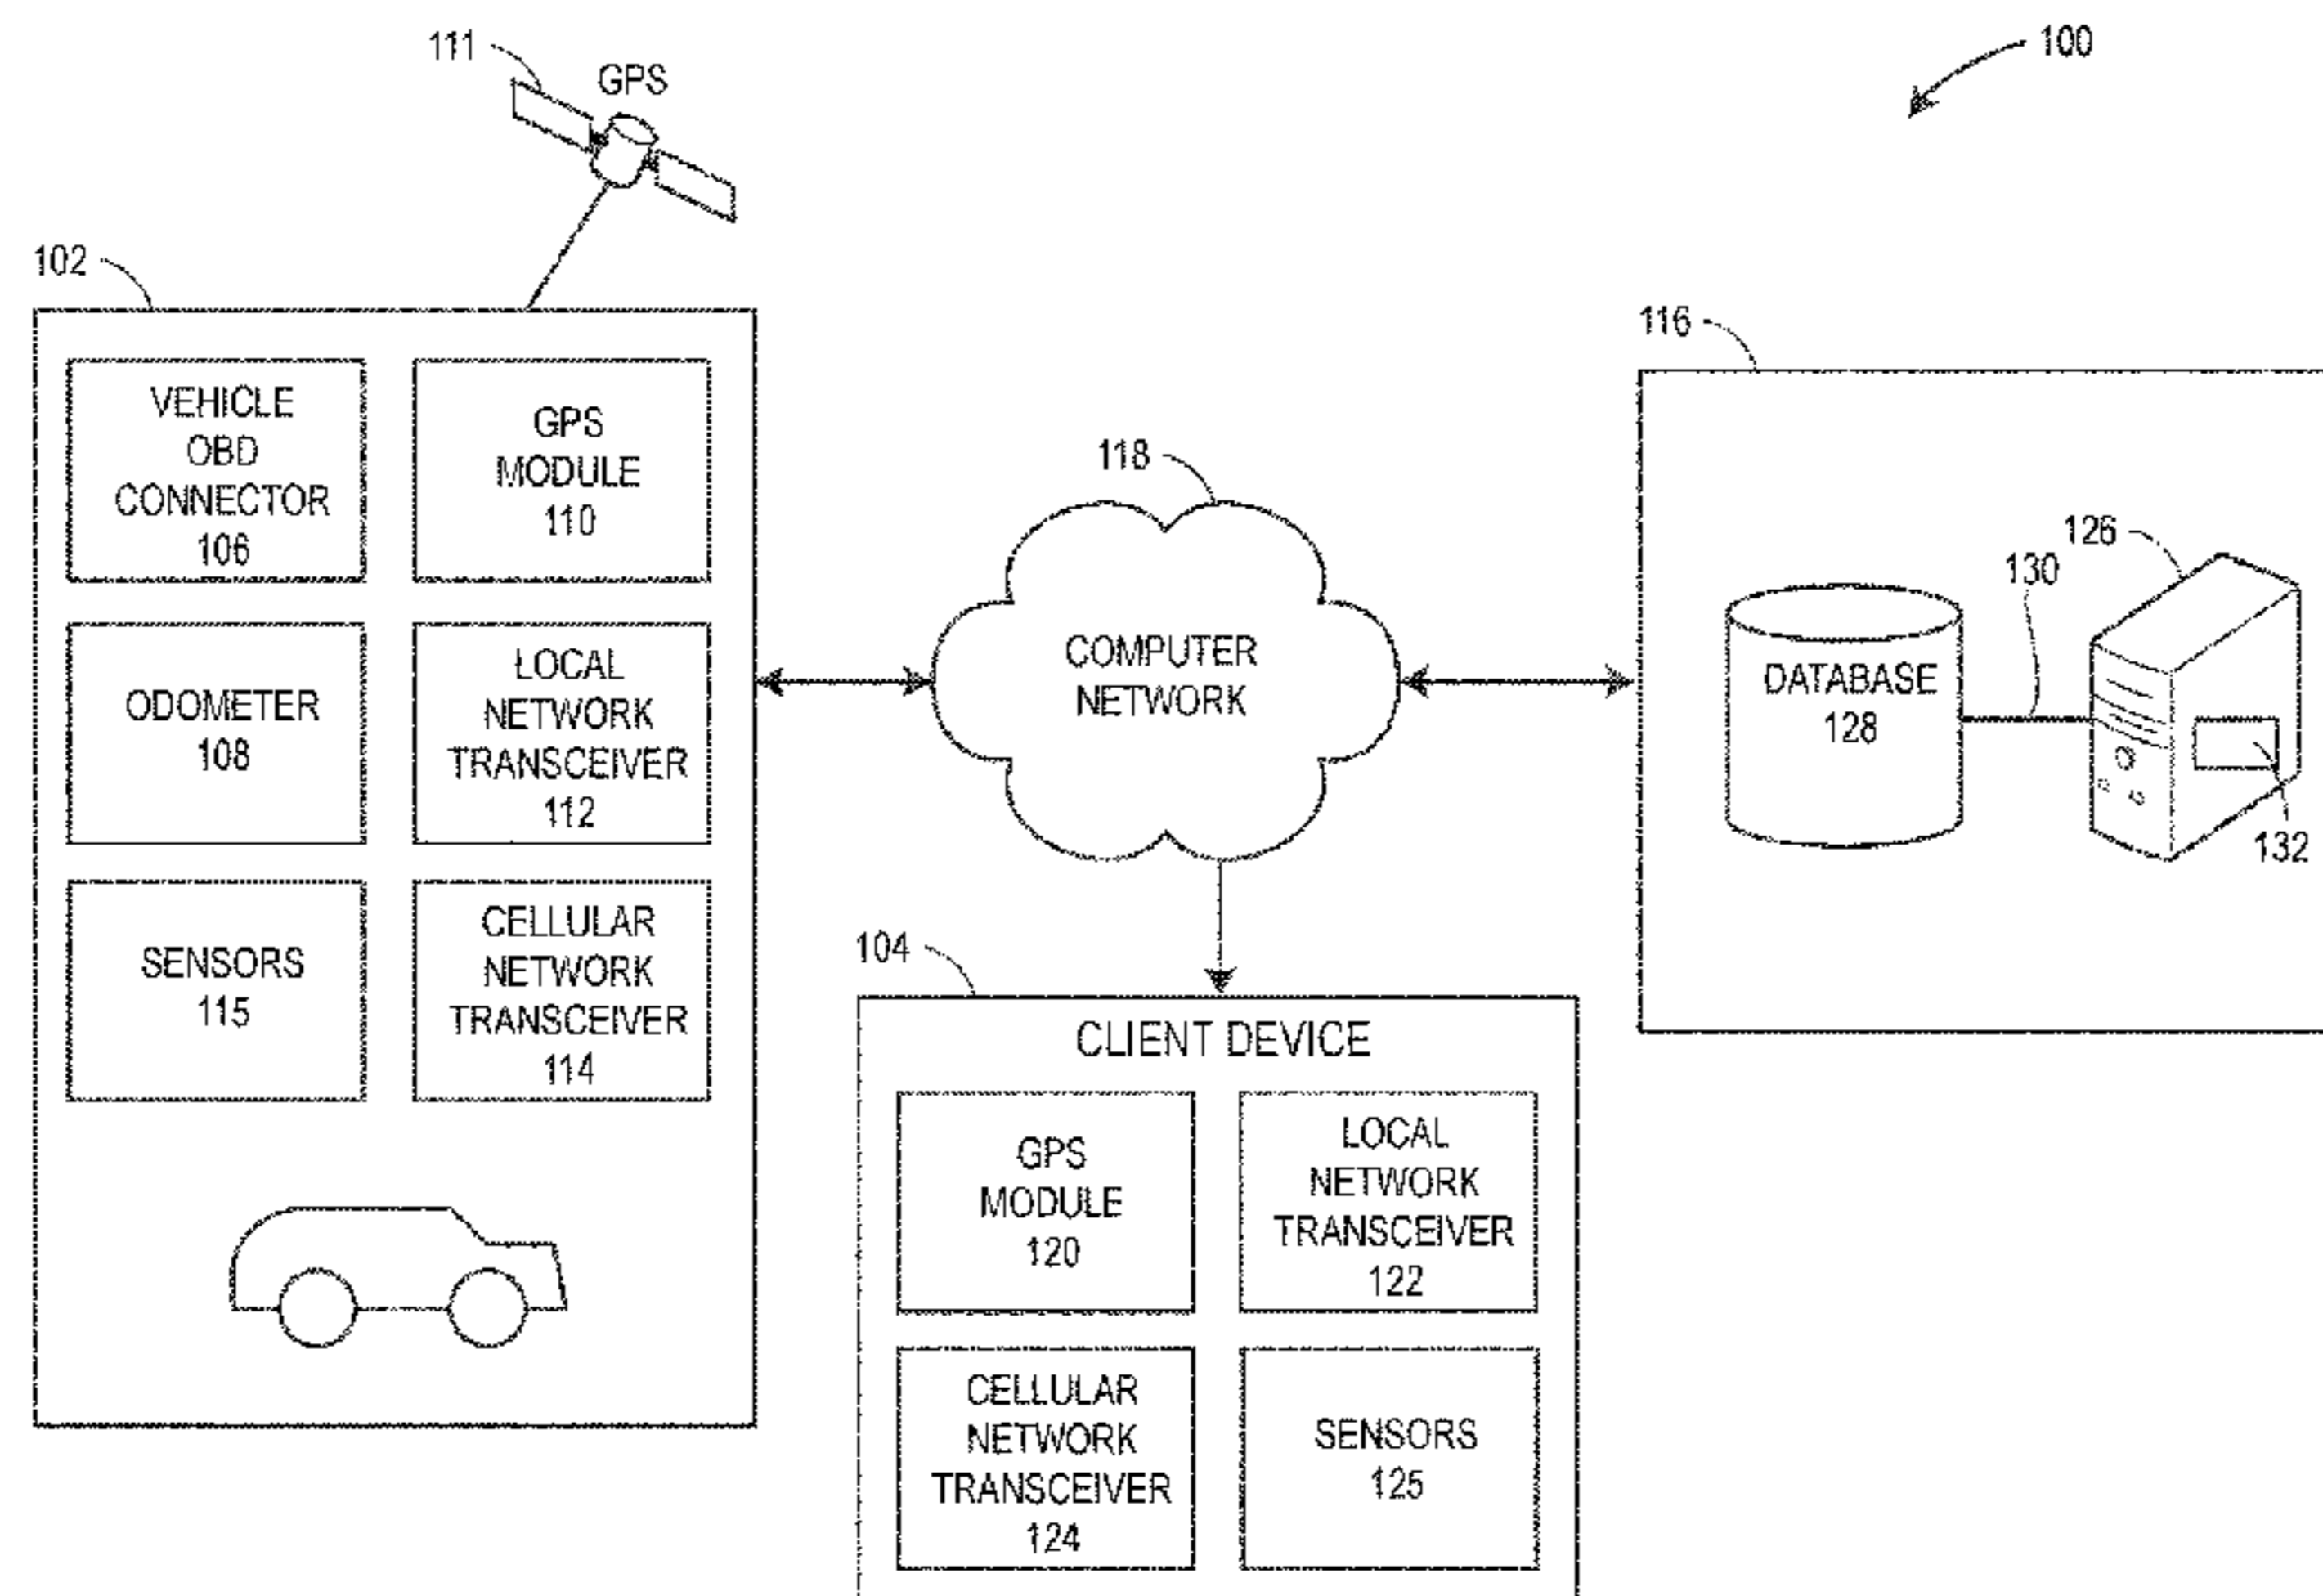 111
GPS
100
102
VEHICLE
OBD
CONNECTOR
106
GPS
MODULE
110
ODOMETER
108
LOCAL
NETWORK
TRANSCEIVER
112
SENSORS
115
CELLULAR
NETWORK
TRANSCEIVER
114
118
COMPUTER
NETWORK
116
126
130
DATABASE
128
132
104
CLIENT DEVICE
GPS
MODULE
120
LOCAL
NETWORK
TRANSCEIVER
122
CELLULAR
NETWORK
TRANSCEIVER
124
SENSORS
125